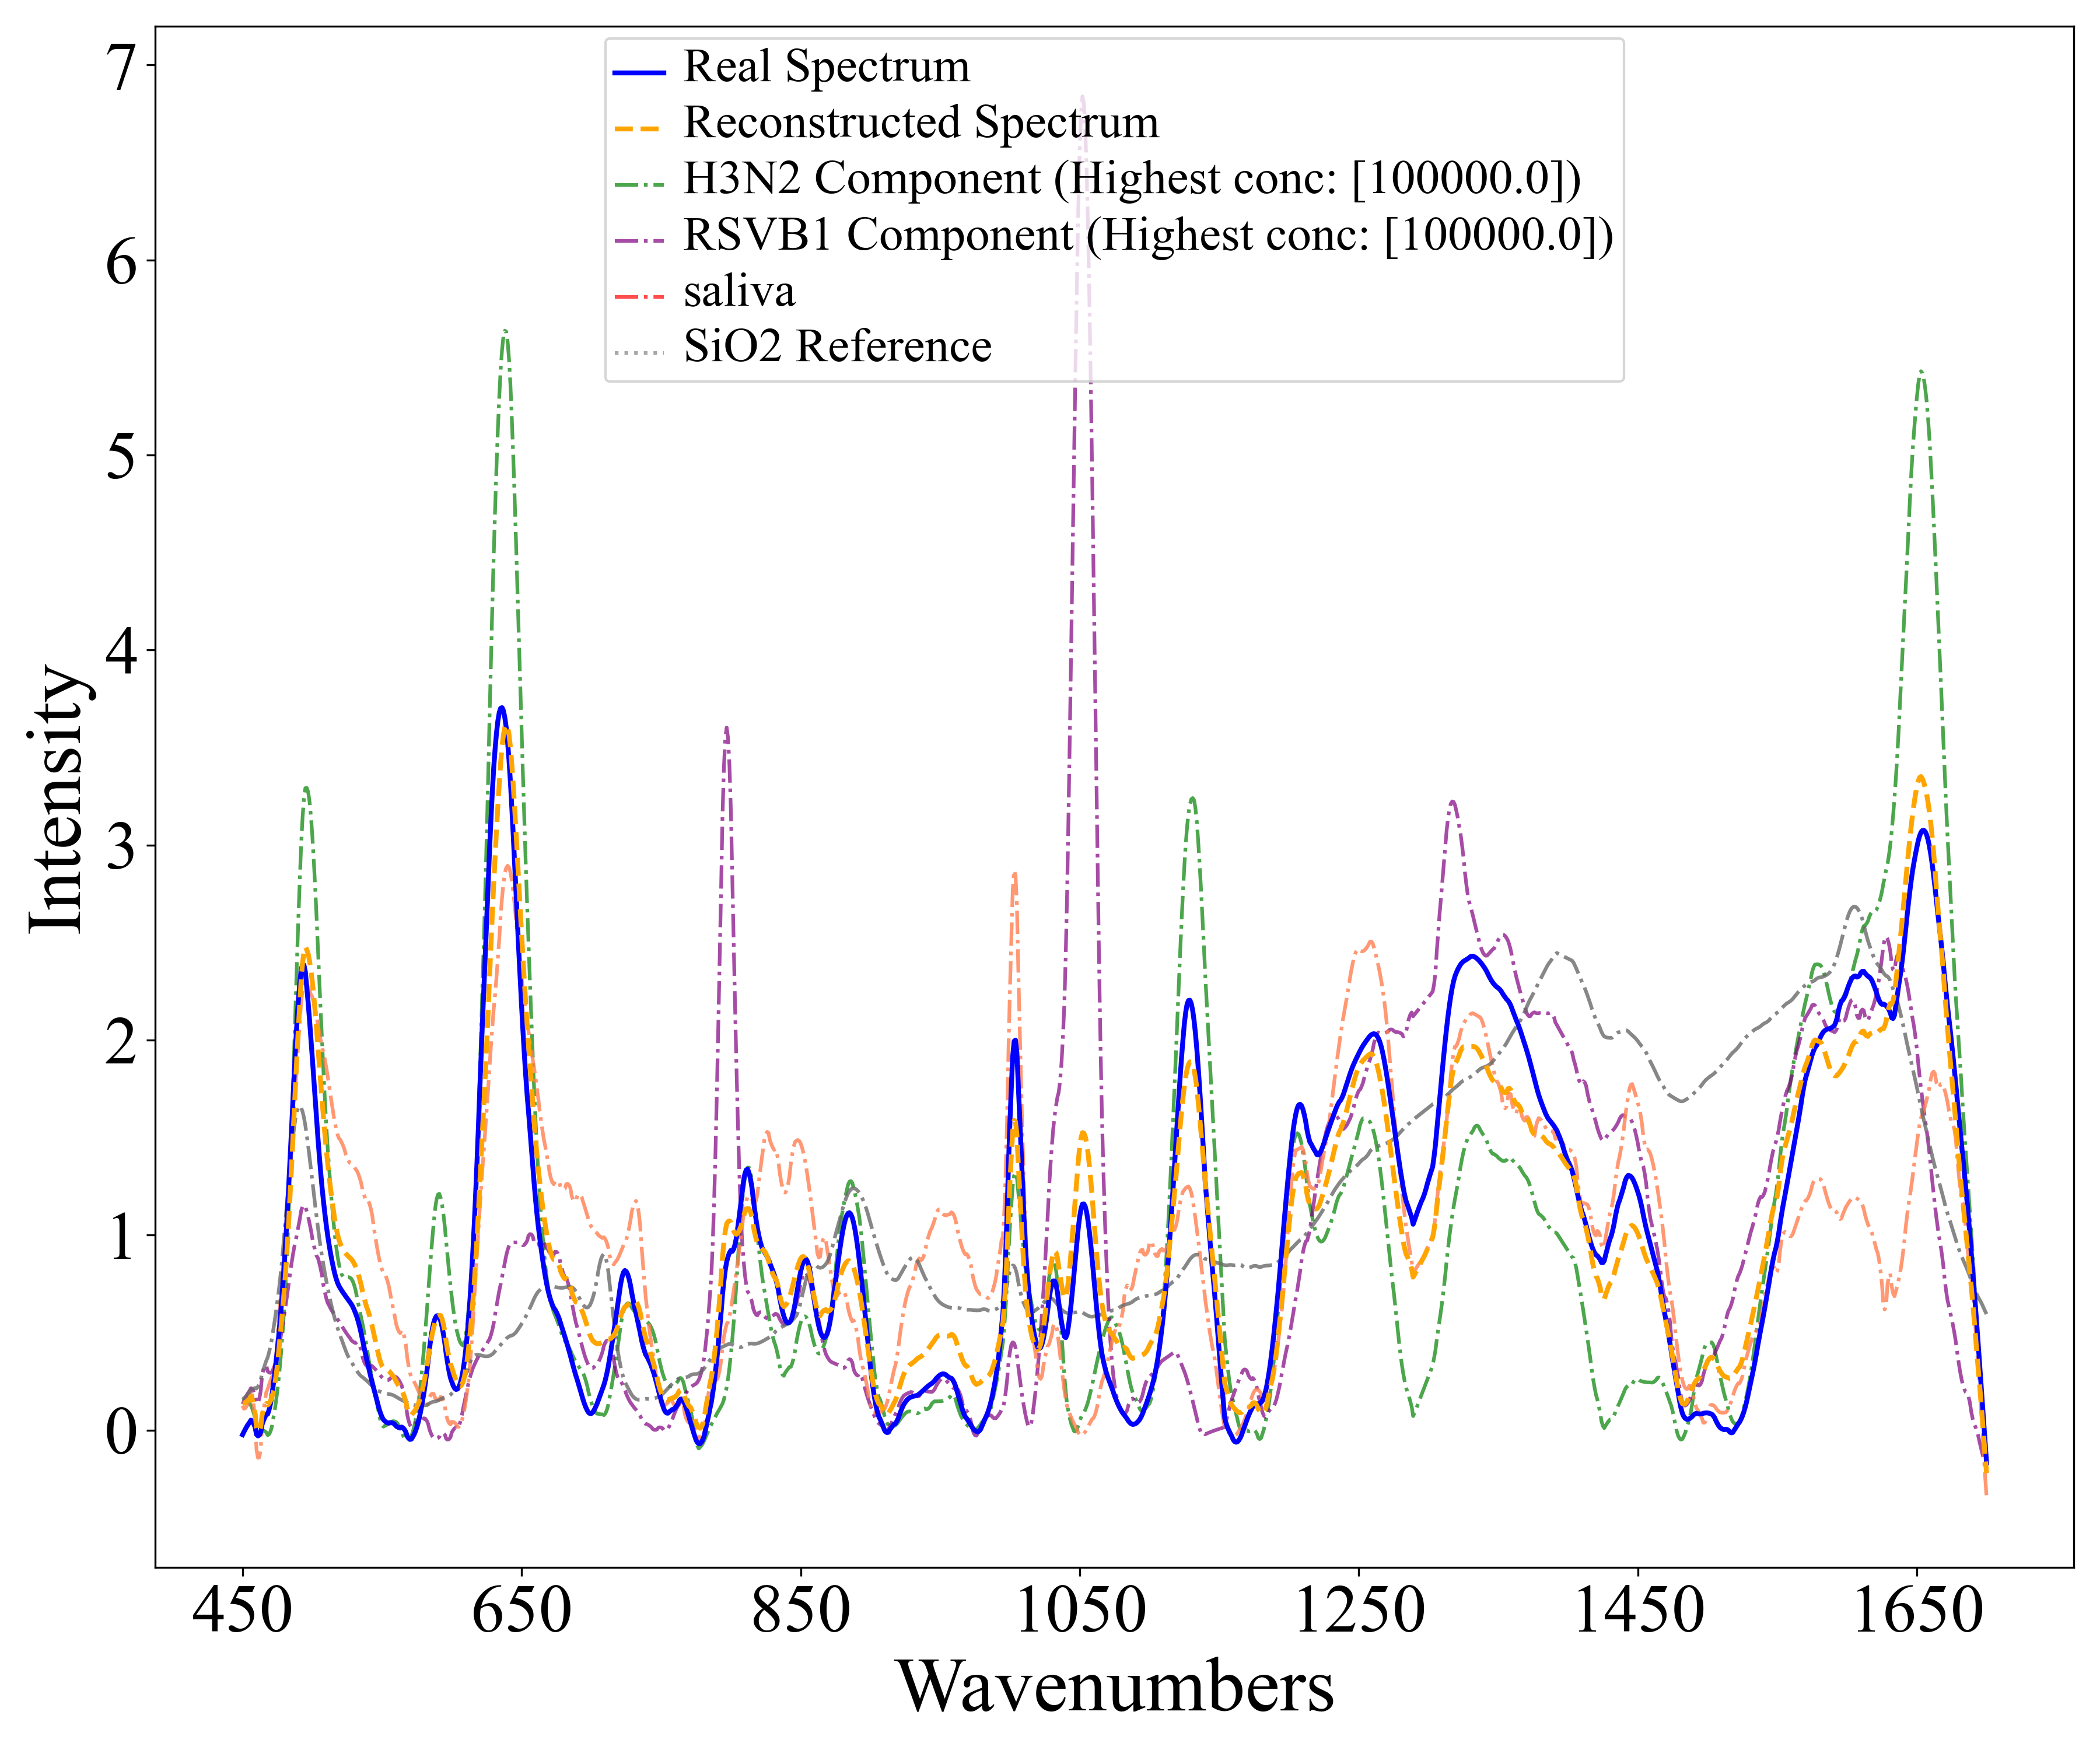 Real Spectrum
Reconstructed Spectrum
H3N2 Component (Highest conc: [100000.0])
RSVB1 Component (Highest conc: [100000.0])
saliva
SiO2 Reference
7
6
5
4
3
2
1
0
Intensity
450 650 850 1050 1250 1450 1650
Wavenumbers